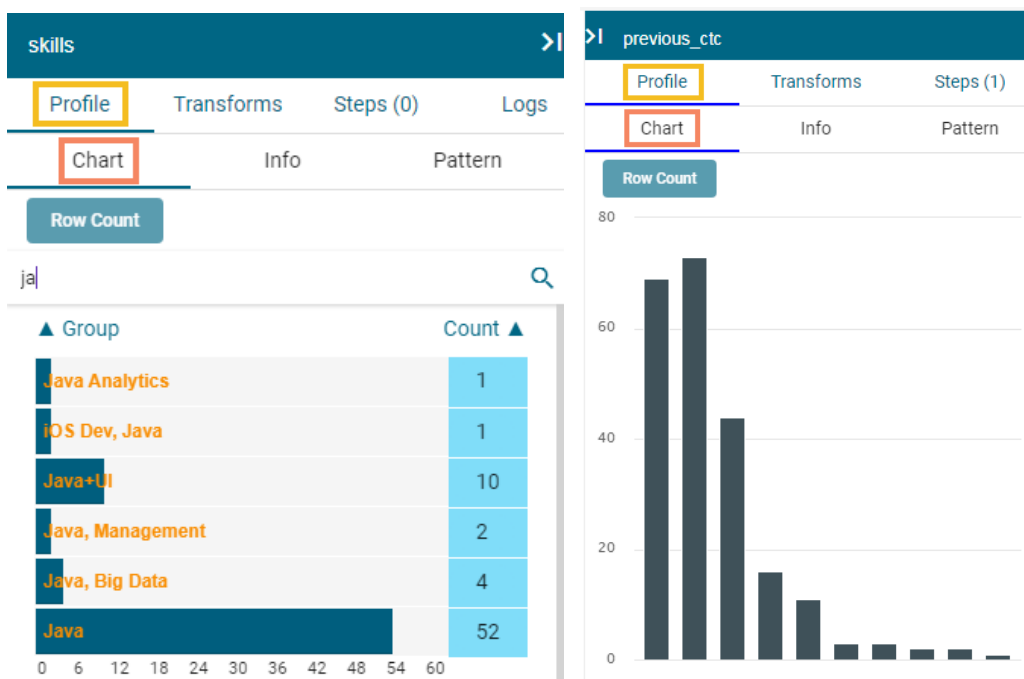 skills
Profile Transforms Steps (0) Logs
Chart Info Pattern
Row Count
ja
▲ Group Count ▲
Java Analytics 1
iOS Dev, Java 1
Java+UI 10
Java, Management 2
Java, Big Data 4
Java 52
0 6 12 18 24 30 36 42 48 54 60
previous_ctc
Profile Transforms Steps (1)
Chart Info Pattern
Row Count
80
60
40
20
0